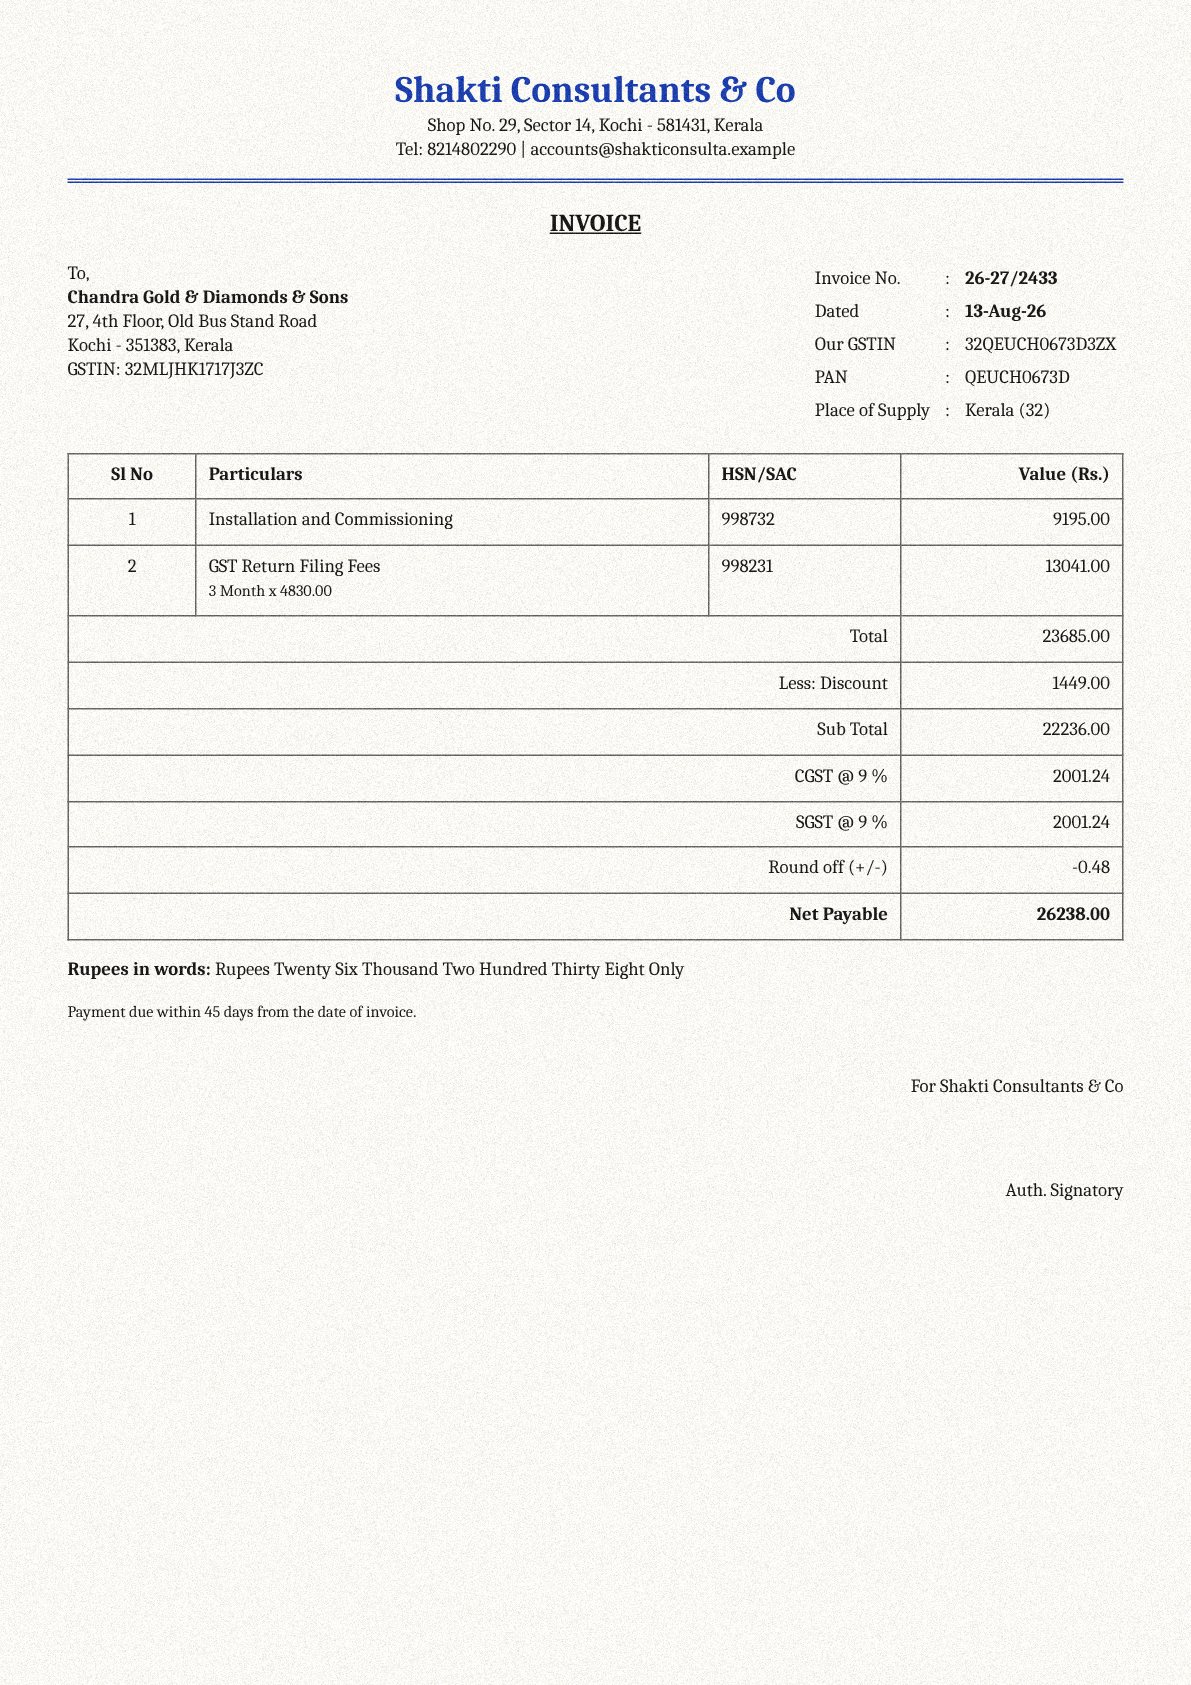 Shakti Consultants & Co
Shop No. 29, Sector 14, Kochi - 581431, Kerala
Tel: 8214802290 | accounts@shakticonsulta.example
INVOICE
To,
Chandra Gold & Diamonds & Sons
27, 4th Floor, Old Bus Stand Road
Kochi - 351383, Kerala
GSTIN: 32MLJHK1717J3ZC
Invoice No. : 26-27/2433
Dated : 13-Aug-26
Our GSTIN : 32QEUCH0673D3ZX
PAN : QEUCH0673D
Place of Supply : Kerala (32)
Sl No Particulars HSN/SAC Value (Rs.)
1 Installation and Commissioning 998732 9195.00
2 GST Return Filing Fees 998231 13041.00
3 Month x 4830.00
Total 23685.00
Less: Discount 1449.00
Sub Total 22236.00
CGST @ 9 % 2001.24
SGST @ 9 % 2001.24
Round off (+/-) -0.48
Net Payable 26238.00
Rupees in words: Rupees Twenty Six Thousand Two Hundred Thirty Eight Only
Payment due within 45 days from the date of invoice.
For Shakti Consultants & Co
Auth. Signatory